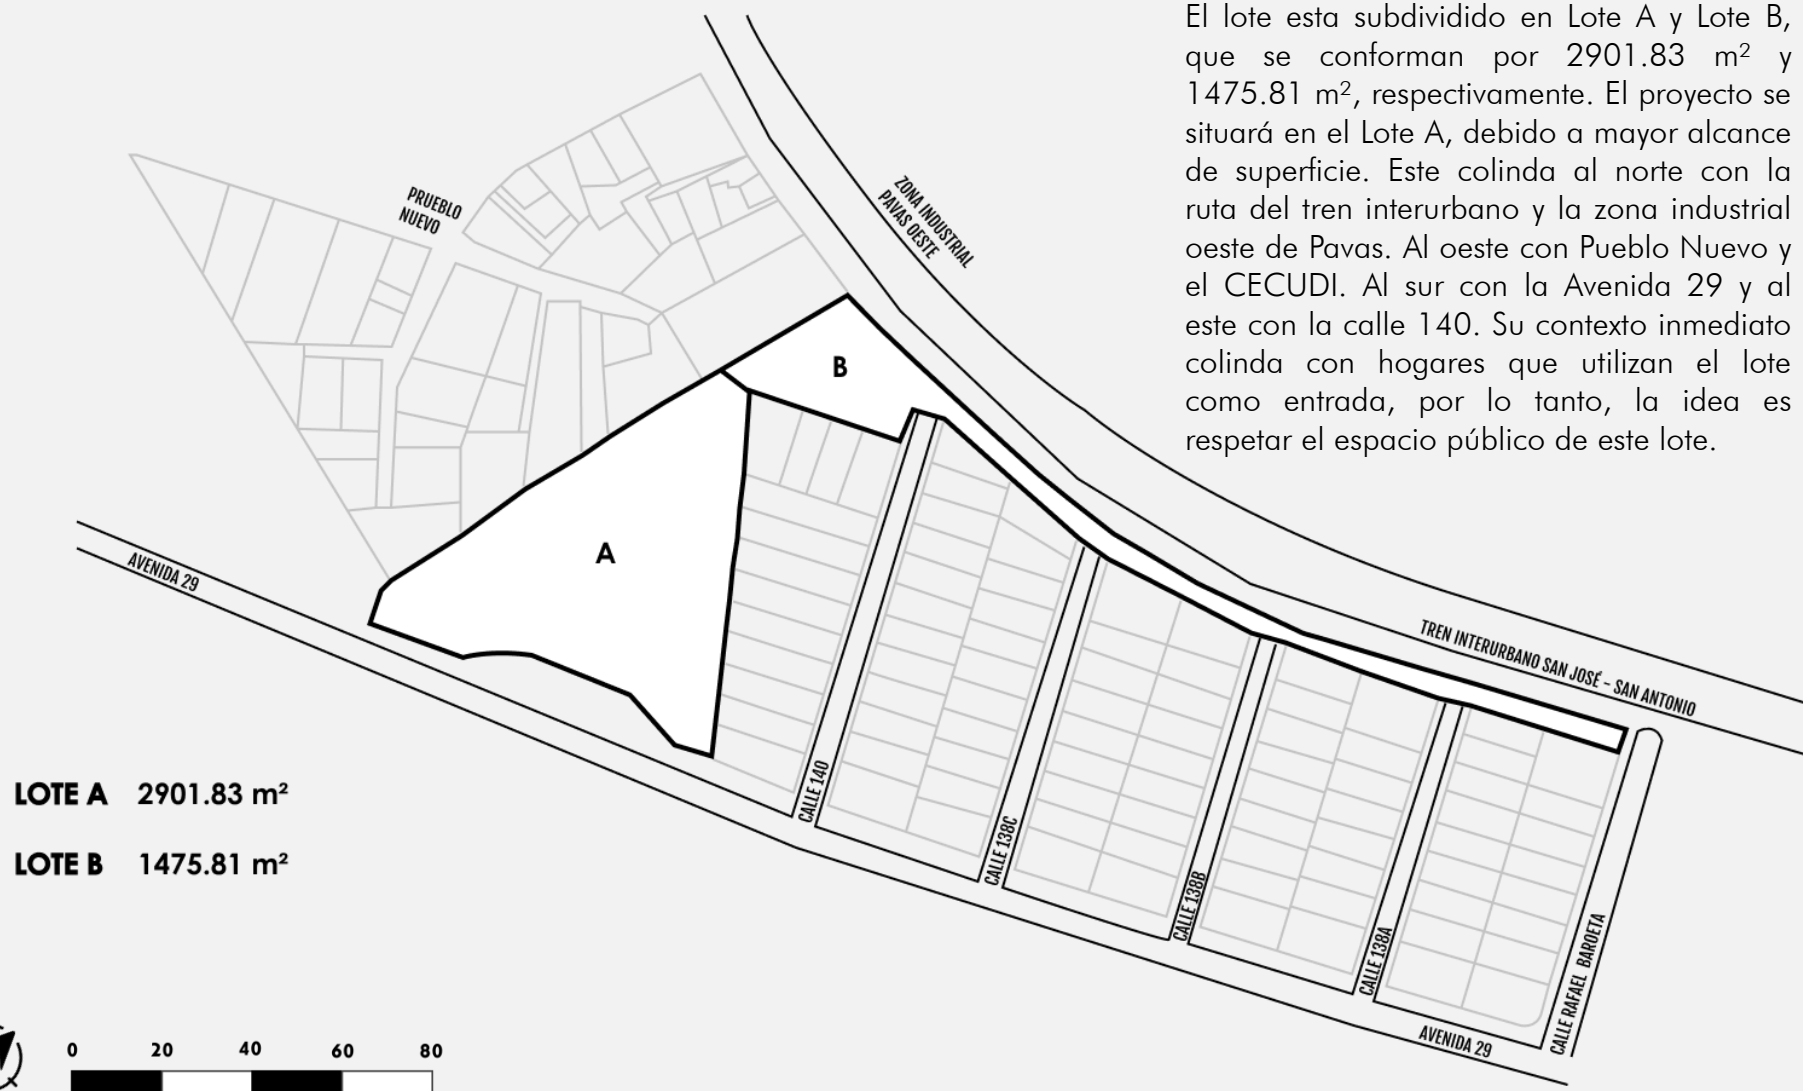 El lote esta subdividido en Lote A y Lote B,
que se conforman por 2901.83 m² y
1475.81 m², respectivamente. El proyecto se
situará en el Lote A, debido a mayor alcance
de superficie. Este colinda al norte con la
ruta del tren interurbano y la zona industrial
oeste de Pavas. Al oeste con Pueblo Nuevo y
el CECUDI. Al sur con la Avenida 29 y al
este con la calle 140. Su contexto inmediato
colinda con hogares que utilizan el lote
como entrada, por lo tanto, la idea es
respetar el espacio público de este lote.
PRUEBLO
NUEVO
ZONA INDUSTRIAL
PAVAS OESTE
B
A
AVENIDA 29
TREN INTERURBANO SAN JOSÉ - SAN ANTONIO
CALLE 140
CALLE 138C
CALLE 138B
CALLE 138A
CALLE RAFAEL BAROETA
AVENIDA 29
LOTE A 2901.83 m²
LOTE B 1475.81 m²
0 20 40 60 80